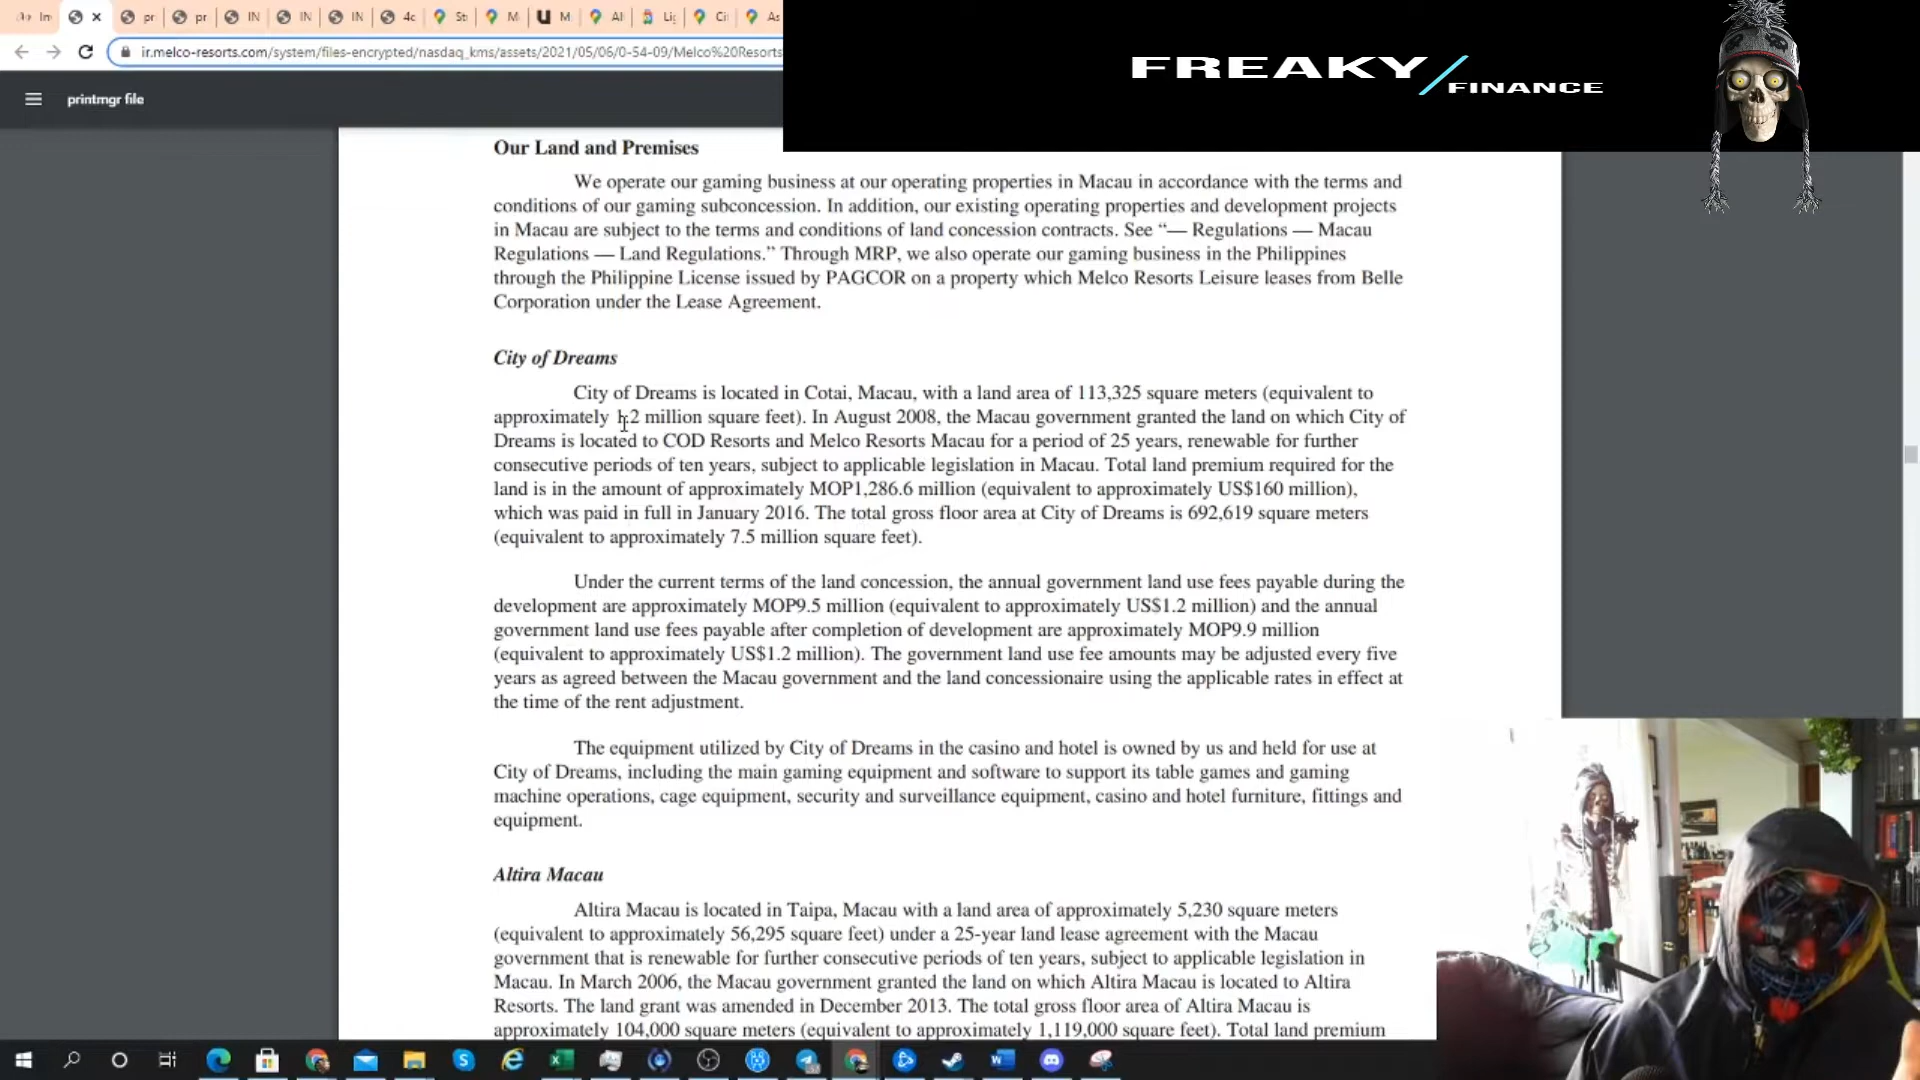 IN
IN
IN
4c
ir.melco-resorts.com/system/files-encrypted/nasdaq_kms/assets/2021/05/06/0-54-09/Melco%20Resorts
FREAKY/FINANCE
printmgr file
Our Land and Premises
We operate our gaming business at our operating properties in Macau in accordance with the terms and
conditions of our gaming subconcession. In addition, our existing operating properties and development projects
in Macau are subject to the terms and conditions of land concession contracts. See “— Regulations — Macau
Regulations — Land Regulations.” Through MRP, we also operate our gaming business in the Philippines
through the Philippine License issued by PAGCOR on a property which Melco Resorts Leisure leases from Belle
Corporation under the Lease Agreement.
City of Dreams
City of Dreams is located in Cotai, Macau, with a land area of 113,325 square meters (equivalent to
approximately 1.2 million square feet). In August 2008, the Macau government granted the land on which City of
Dreams is located to COD Resorts and Melco Resorts Macau for a period of 25 years, renewable for further
consecutive periods of ten years, subject to applicable legislation in Macau. Total land premium required for the
land is in the amount of approximately MOP1,286.6 million (equivalent to approximately US$160 million),
which was paid in full in January 2016. The total gross floor area at City of Dreams is 692,619 square meters
(equivalent to approximately 7.5 million square feet).
Under the current terms of the land concession, the annual government land use fees payable during the
development are approximately MOP9.5 million (equivalent to approximately US$1.2 million) and the annual
government land use fees payable after completion of development are approximately MOP9.9 million
(equivalent to approximately US$1.2 million). The government land use fee amounts may be adjusted every five
years as agreed between the Macau government and the land concessionaire using the applicable rates in effect at
the time of the rent adjustment.
The equipment utilized by City of Dreams in the casino and hotel is owned by us and held for use at
City of Dreams, including the main gaming equipment and software to support its table games and gaming
machine operations, cage equipment, security and surveillance equipment, casino and hotel furniture, fittings and
equipment.
Altira Macau
Altira Macau is located in Taipa, Macau with a land area of approximately 5,230 square meters
(equivalent to approximately 56,295 square feet) under a 25-year land lease agreement with the Macau
government that is renewable for further consecutive periods of ten years, subject to applicable legislation in
Macau. In March 2006, the Macau government granted the land on which Altira Macau is located to Altira
Resorts. The land grant was amended in December 2013. The total gross floor area of Altira Macau is
approximately 104,000 square meters (equivalent to approximately 1,119,000 square feet). Total land premium